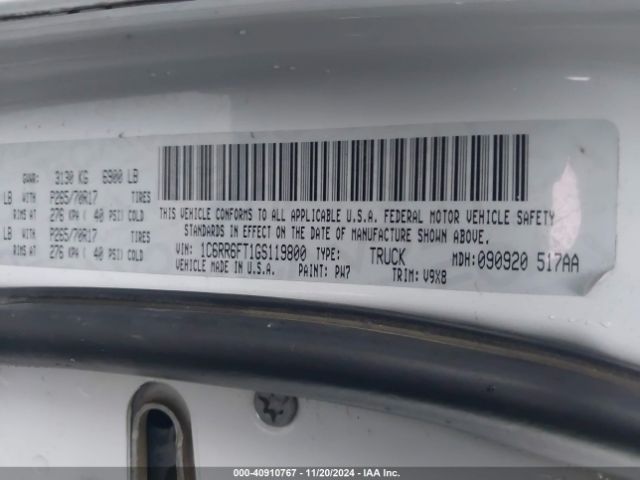 GVWR: 3130 KG 6900 LB
LB WITH P265/70R17 TIRES
RIMS AT 276 KPA ( 40 PSI) COLD
LB WITH P265/70R17 TIRES
RIMS AT 276 KPA ( 40 PSI) COLD
THIS VEHICLE CONFORMS TO ALL APPLICABLE U.S.A. FEDERAL MOTOR VEHICLE SAFETY
STANDARDS IN EFFECT ON THE DATE OF MANUFACTURE SHOWN ABOVE.
VIN: 1C6RR6FT1GS119800 TYPE: TRUCK MDH: 090920 517AA
VEHICLE MADE IN U.S.A. PAINT: PW7 TRIM: V9X8
000-40910767 - 11/20/2024 - IAA Inc.